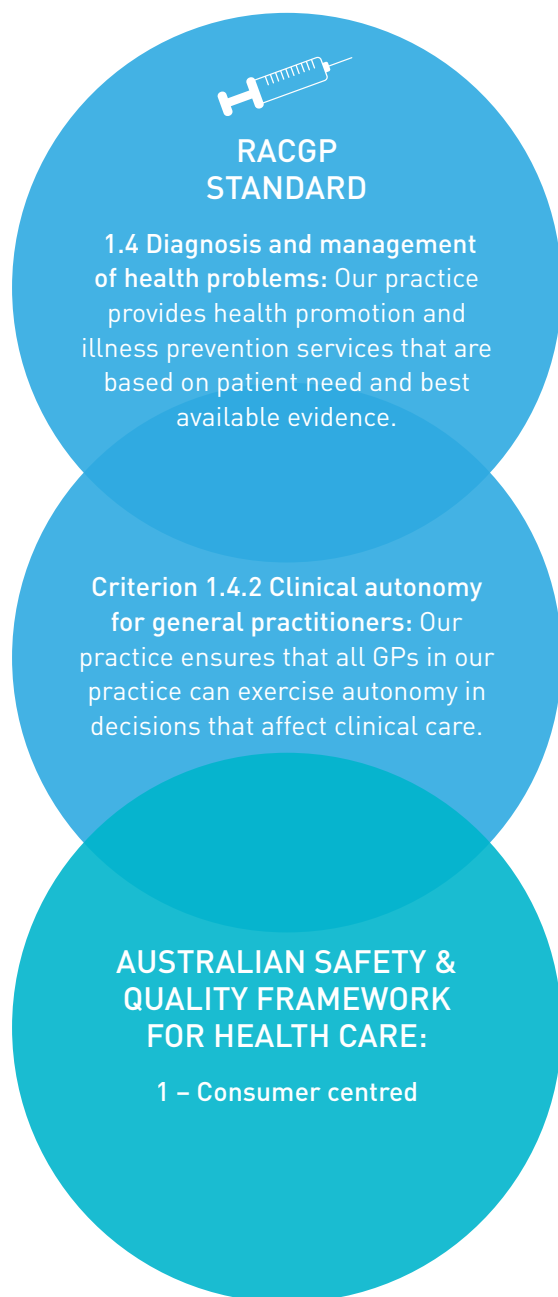 RACGP
STANDARD
1.4 Diagnosis and management
of health problems: Our practice
provides health promotion and
illness prevention services that are
based on patient need and best
available evidence.
Criterion 1.4.2 Clinical autonomy
for general practitioners: Our
practice ensures that all GPs in our
practice can exercise autonomy in
decisions that affect clinical care.
AUSTRALIAN SAFETY &
QUALITY FRAMEWORK
FOR HEALTH CARE:
1 – Consumer centred